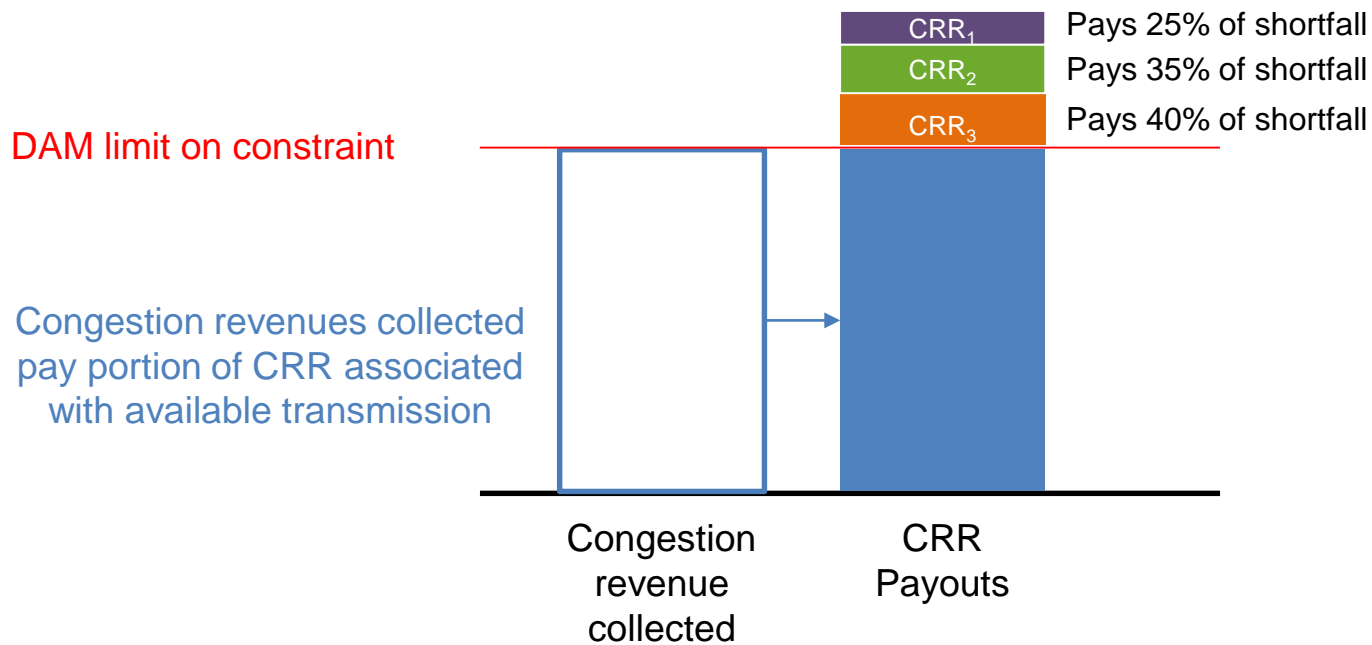 CRR₁ Pays 25% of shortfall
CRR₂ Pays 35% of shortfall
CRR₃ Pays 40% of shortfall
DAM limit on constraint
Congestion revenues collected
pay portion of CRR associated
with available transmission
Congestion
revenue
collected
CRR
Payouts